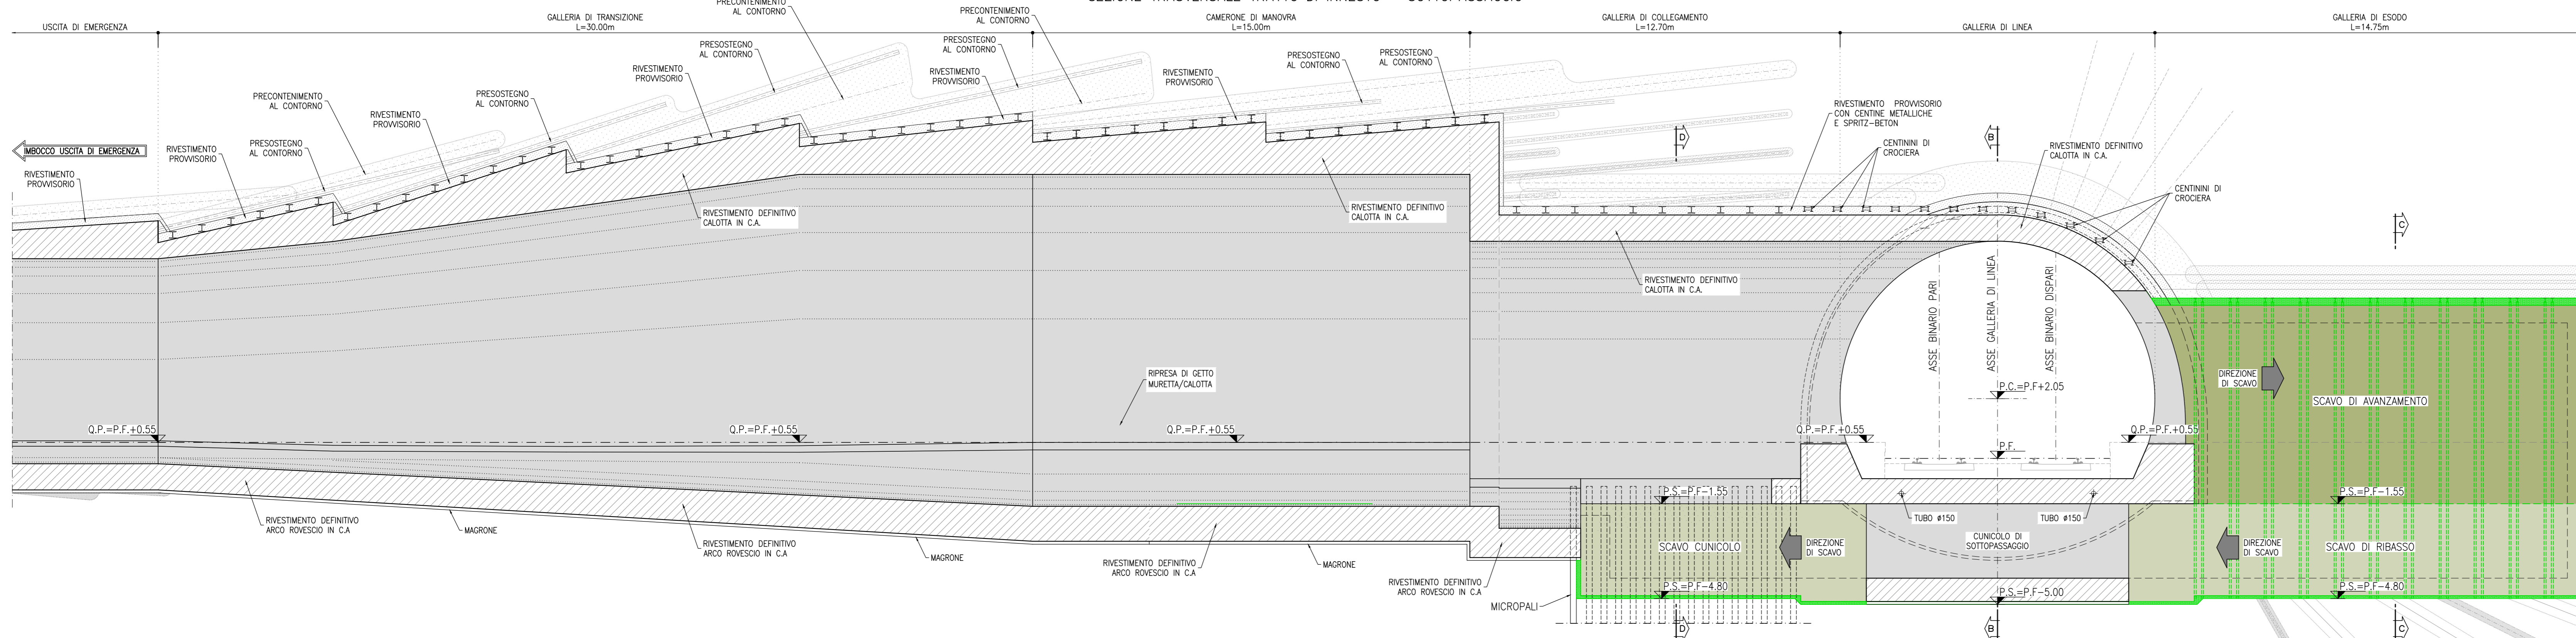 USCITA DI EMERGENZA
GALLERIA DI TRANSIZIONE
L=30.00m
CAMERONE DI MANOVRA
L=15.00m
GALLERIA DI COLLEGAMENTO
L=12.70m
GALLERIA DI LINEA
GALLERIA DI ESODO
L=14.75m
PRECONTENIMENTO
AL CONTORNO
PRECONTENIMENTO
AL CONTORNO
PRESOSTEGNO
AL CONTORNO
PRESOSTEGNO
AL CONTORNO
PRESOSTEGNO
AL CONTORNO
PRESOSTEGNO
AL CONTORNO
RIVESTIMENTO
PROVVISORIO
RIVESTIMENTO
PROVVISORIO
RIVESTIMENTO
PROVVISORIO
PRECONTENIMENTO
AL CONTORNO
PRESOSTEGNO
AL CONTORNO
RIVESTIMENTO
PROVVISORIO
RIVESTIMENTO PROVVISORIO
CON CENTINE METALLICHE
E SPRITZ-BETON
D
B
CENTININI DI
CROCIERA
RIVESTIMENTO DEFINITIVO
CALOTTA IN C.A.
IMBOCCO USCITA DI EMERGENZA
RIVESTIMENTO
PROVVISORIO
PRESOSTEGNO
AL CONTORNO
RIVESTIMENTO
PROVVISORIO
CENTININI DI
CROCIERA
RIVESTIMENTO DEFINITIVO
CALOTTA IN C.A.
RIVESTIMENTO DEFINITIVO
CALOTTA IN C.A.
C
RIVESTIMENTO DEFINITIVO
CALOTTA IN C.A.
ASSE BINARIO PARI
ASSE GALLERIA DI LINEA
ASSE BINARIO DISPARI
RIPRESA DI GETTO
MURETTA/CALOTTA
DIREZIONE
DI SCAVO
P.C.=P.F+2.05
SCAVO DI AVANZAMENTO
Q.P.=P.F.+0.55
Q.P.=P.F.+0.55
Q.P.=P.F.+0.55
Q.P.=P.F.+0.55
Q.P.=P.F.+0.55
P.F.
P.S.=P.F-1.55
P.S.=P.F-1.55
RIVESTIMENTO DEFINITIVO
ARCO ROVESCIO IN C.A
MAGRONE
TUBO ø150
TUBO ø150
RIVESTIMENTO DEFINITIVO
ARCO ROVESCIO IN C.A
MAGRONE
SCAVO CUNICOLO
DIREZIONE
DI SCAVO
CUNICOLO DI
SOTTOPASSAGGIO
DIREZIONE
DI SCAVO
SCAVO DI RIBASSO
RIVESTIMENTO DEFINITIVO
ARCO ROVESCIO IN C.A
MAGRONE
RIVESTIMENTO DEFINITIVO
ARCO ROVESCIO IN C.A
P.S.=P.F-4.80
P.S.=P.F-5.00
P.S.=P.F-4.80
MICROPALI
D
B
C